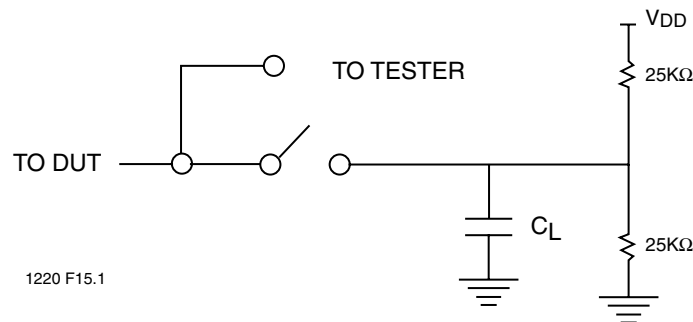 VDD
25KΩ
TO TESTER
TO DUT
CL
25KΩ
1220 F15.1